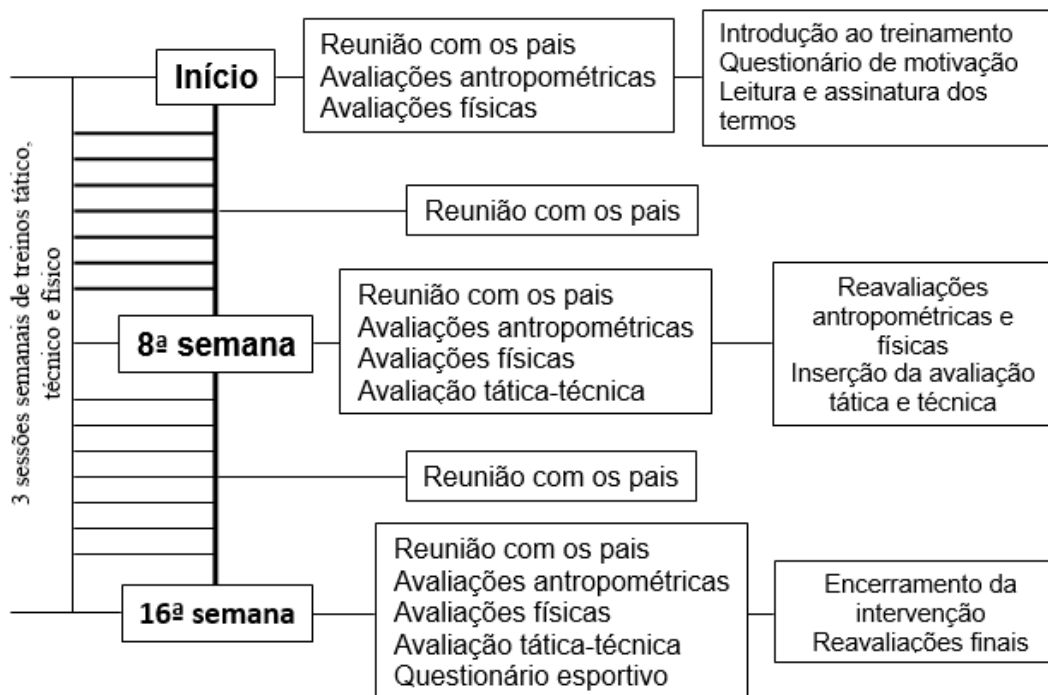 Início
Reunião com os pais
Avaliações antropométricas
Avaliações físicas
Introdução ao treinamento
Questionário de motivação
Leitura e assinatura dos
termos
3 sessões semanais de treinos tático,
técnico e físico
Reunião com os pais
8ª semana
Reunião com os pais
Avaliações antropométricas
Avaliações físicas
Avaliação tática-técnica
Reavaliações
antropométricas e
físicas
Inserção da avaliação
tática e técnica
Reunião com os pais
16ª semana
Reunião com os pais
Avaliações antropométricas
Avaliações físicas
Avaliação tática-técnica
Questionário esportivo
Encerramento da
intervenção
Reavaliações finais